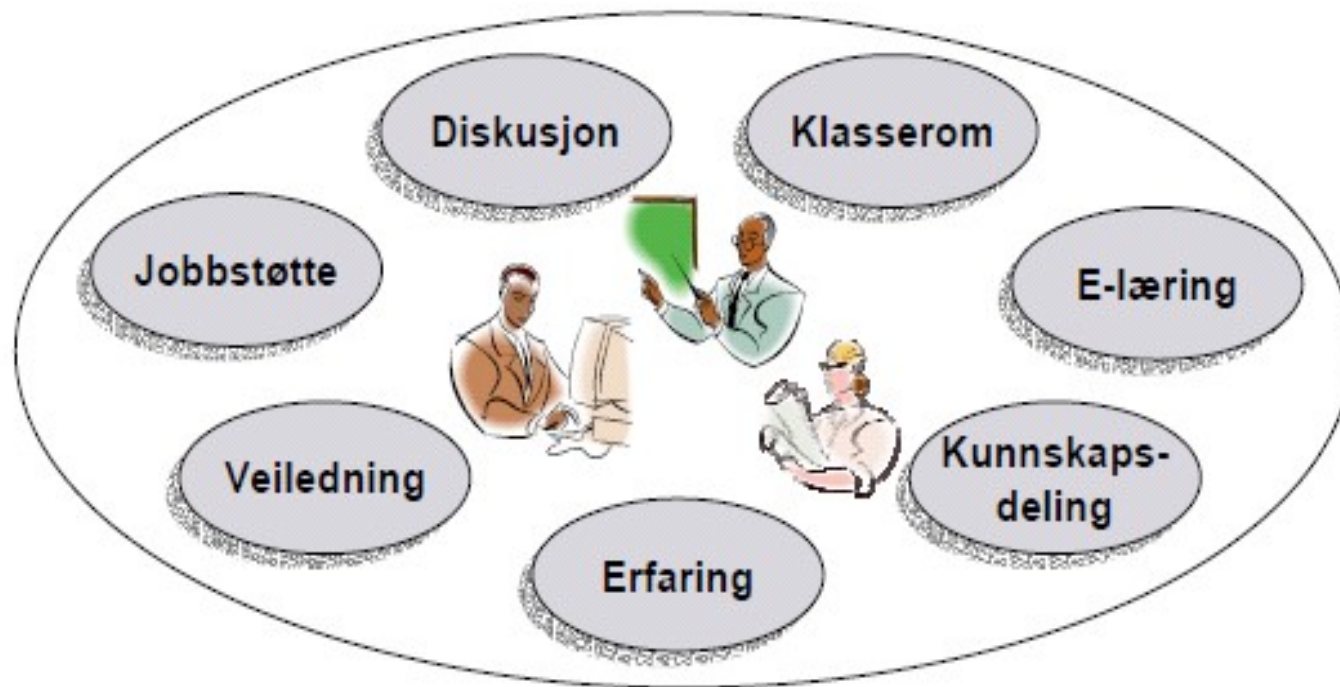 Diskusjon
Klasserom
Jobbstøtte
E-læring
Veiledning
Kunnskaps-
deling
Erfaring